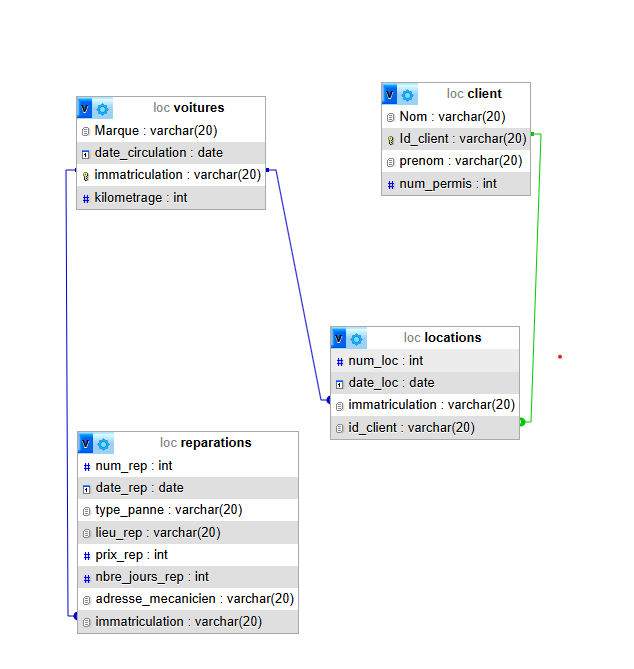 V loc voitures
Marque : varchar(20)
date_circulation : date
immatriculation : varchar(20)
# kilometrage : int
V loc client
Nom : varchar(20)
Id_client : varchar(20)
prenom : varchar(20)
# num_permis : int
V loc locations
# num_loc : int
date_loc : date
immatriculation : varchar(20)
id_client : varchar(20)
V loc reparations
# num_rep : int
date_rep : date
type_panne : varchar(20)
lieu_rep : varchar(20)
# prix_rep : int
# nbre_jours_rep : int
adresse_mecanicien : varchar(20)
immatriculation : varchar(20)